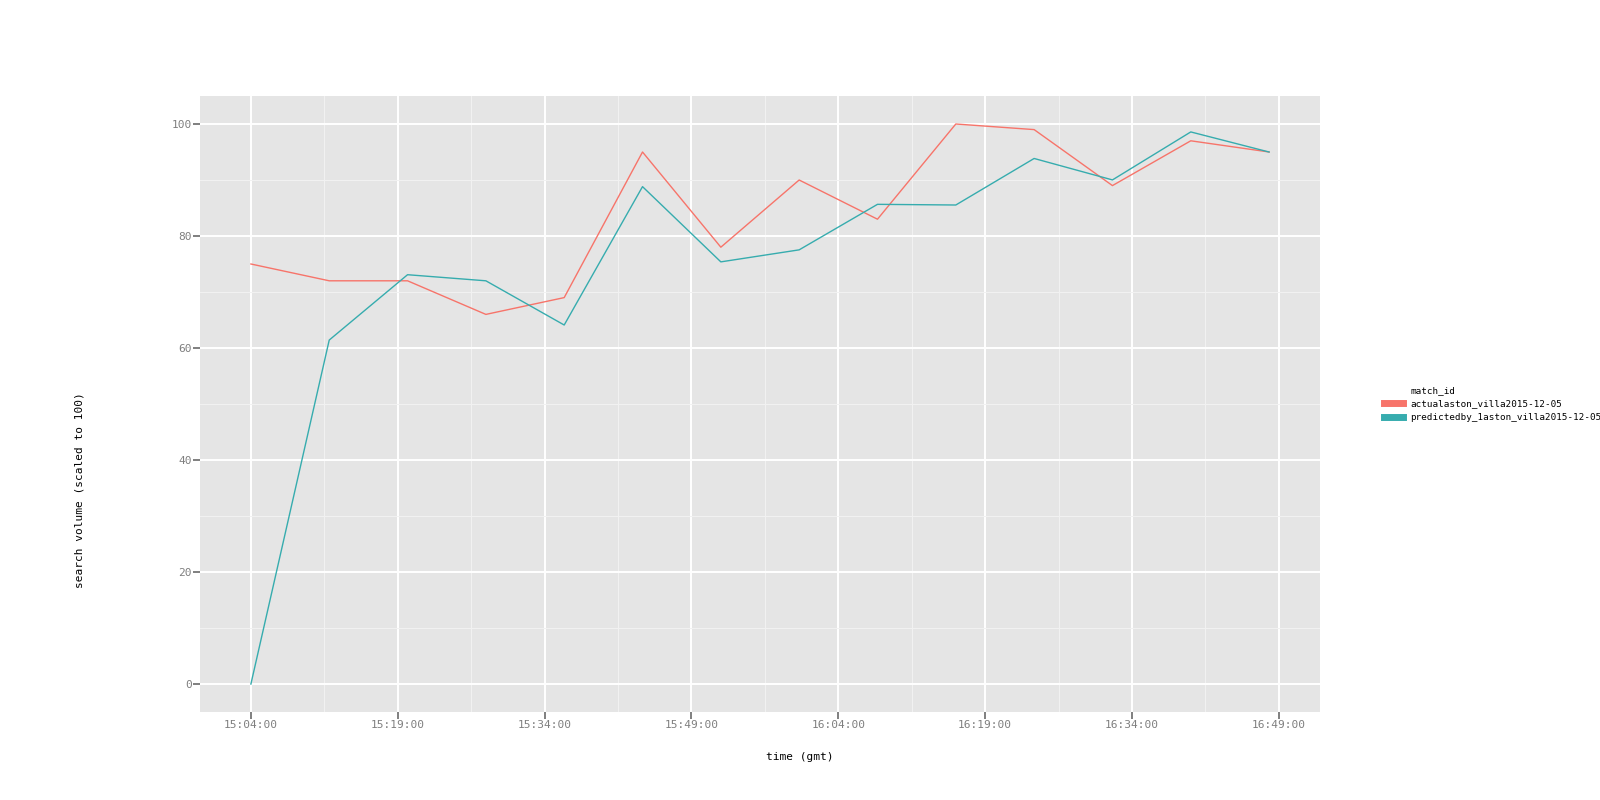 100
80
60
40
20
0
search volume (scaled to 100)
15:04:00 15:19:00 15:34:00 15:49:00 16:04:00 16:19:00 16:34:00 16:49:00
time (gmt)
match_id
actualaston_villa2015-12-05
predictedby_1aston_villa2015-12-05